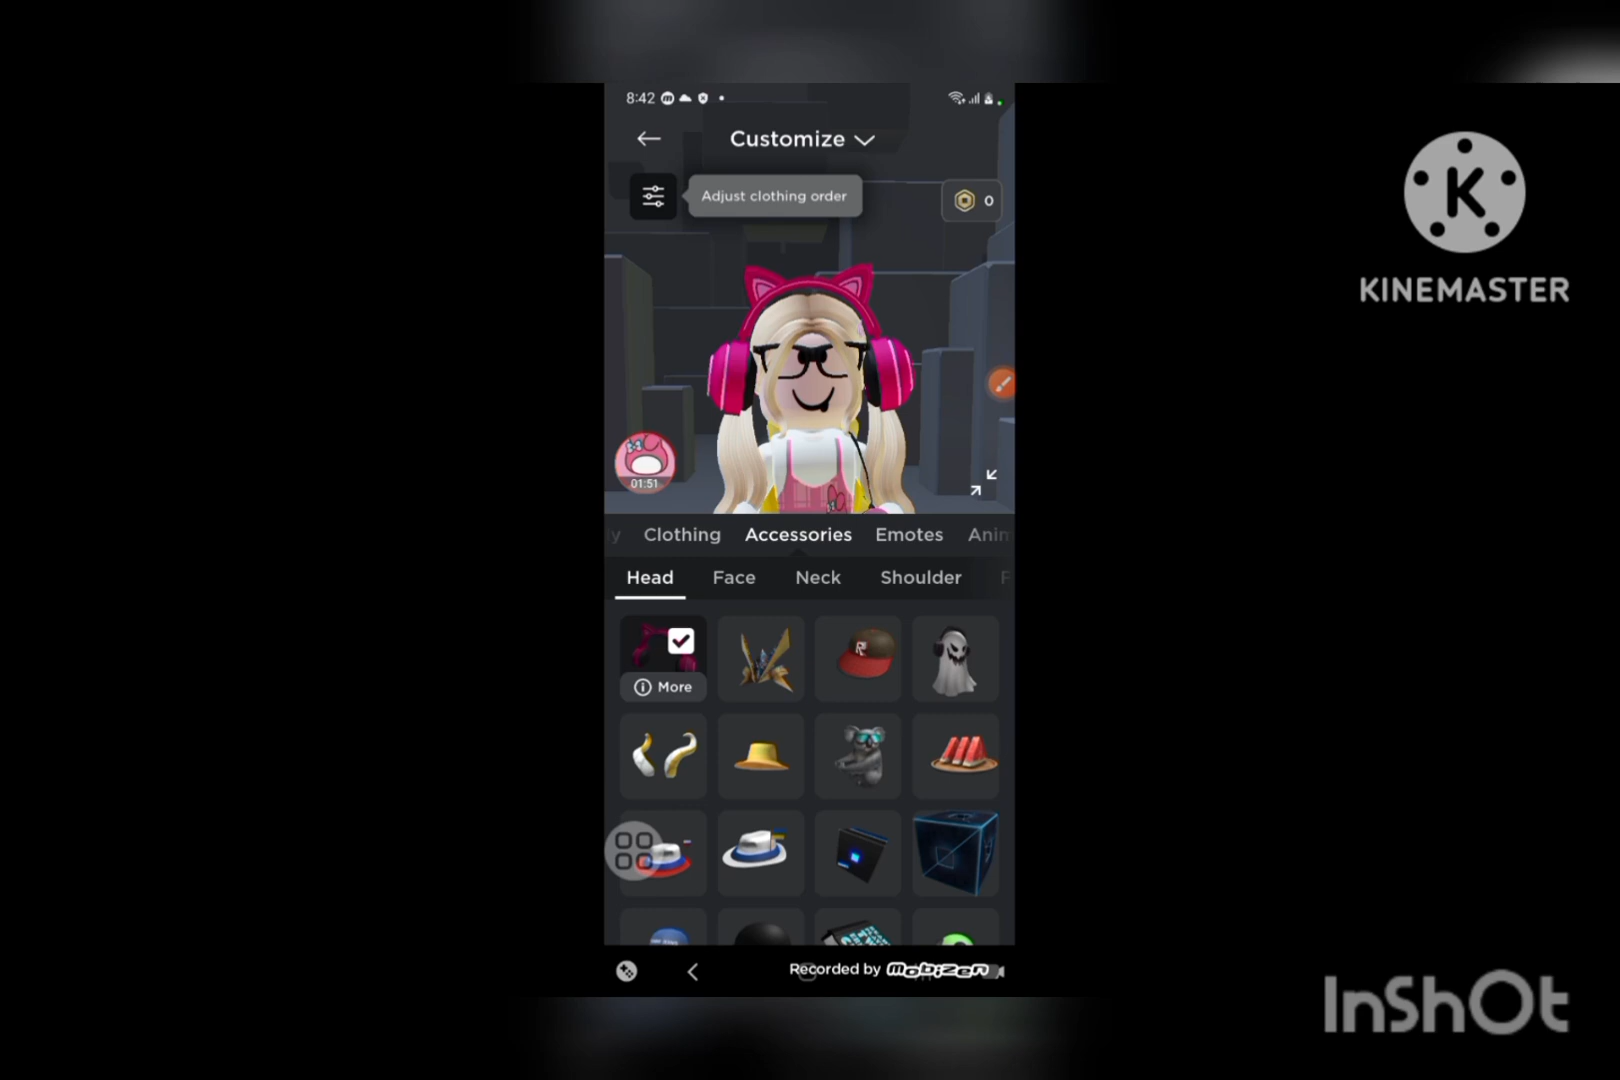 8:42
Customize
Adjust clothing order
0
K
KINEMASTER
01:51
Clothing
Accessories
Emotes
Head
Face
Neck
Shoulder
R
More
Recorded by mobizen
InShOt